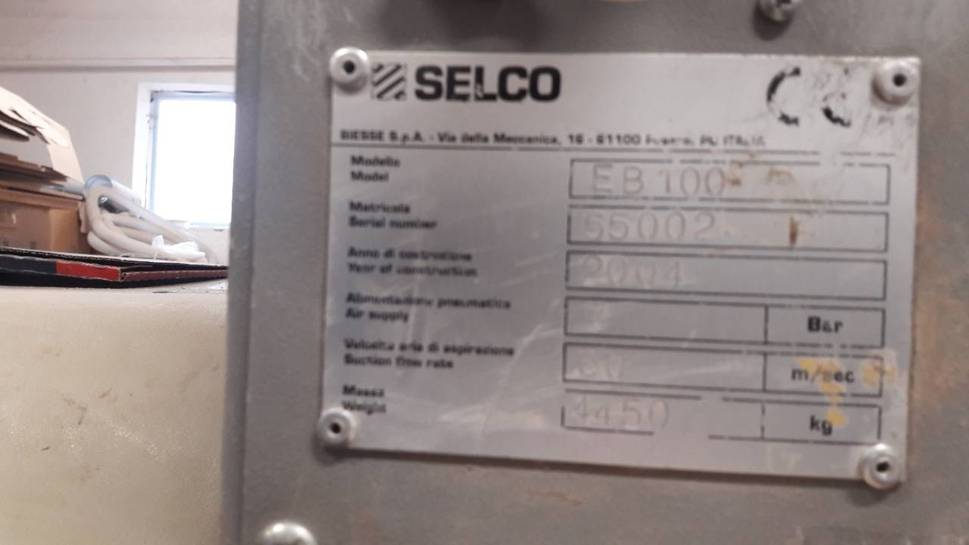 SELCO
BIESSE S.p.A. - Via della Meccanica, 16 - 61100 Pesaro, PU ITALIA
Modello
Model
EB 100
Matricola
Serial number
55002
Anno di costruzione
Year of construction
2004
Alimentazione pneumatica
Air supply
Bar
Velocita aria di aspirazione
Suction flow rate
m/sec
Massa
Weight
4450
kg